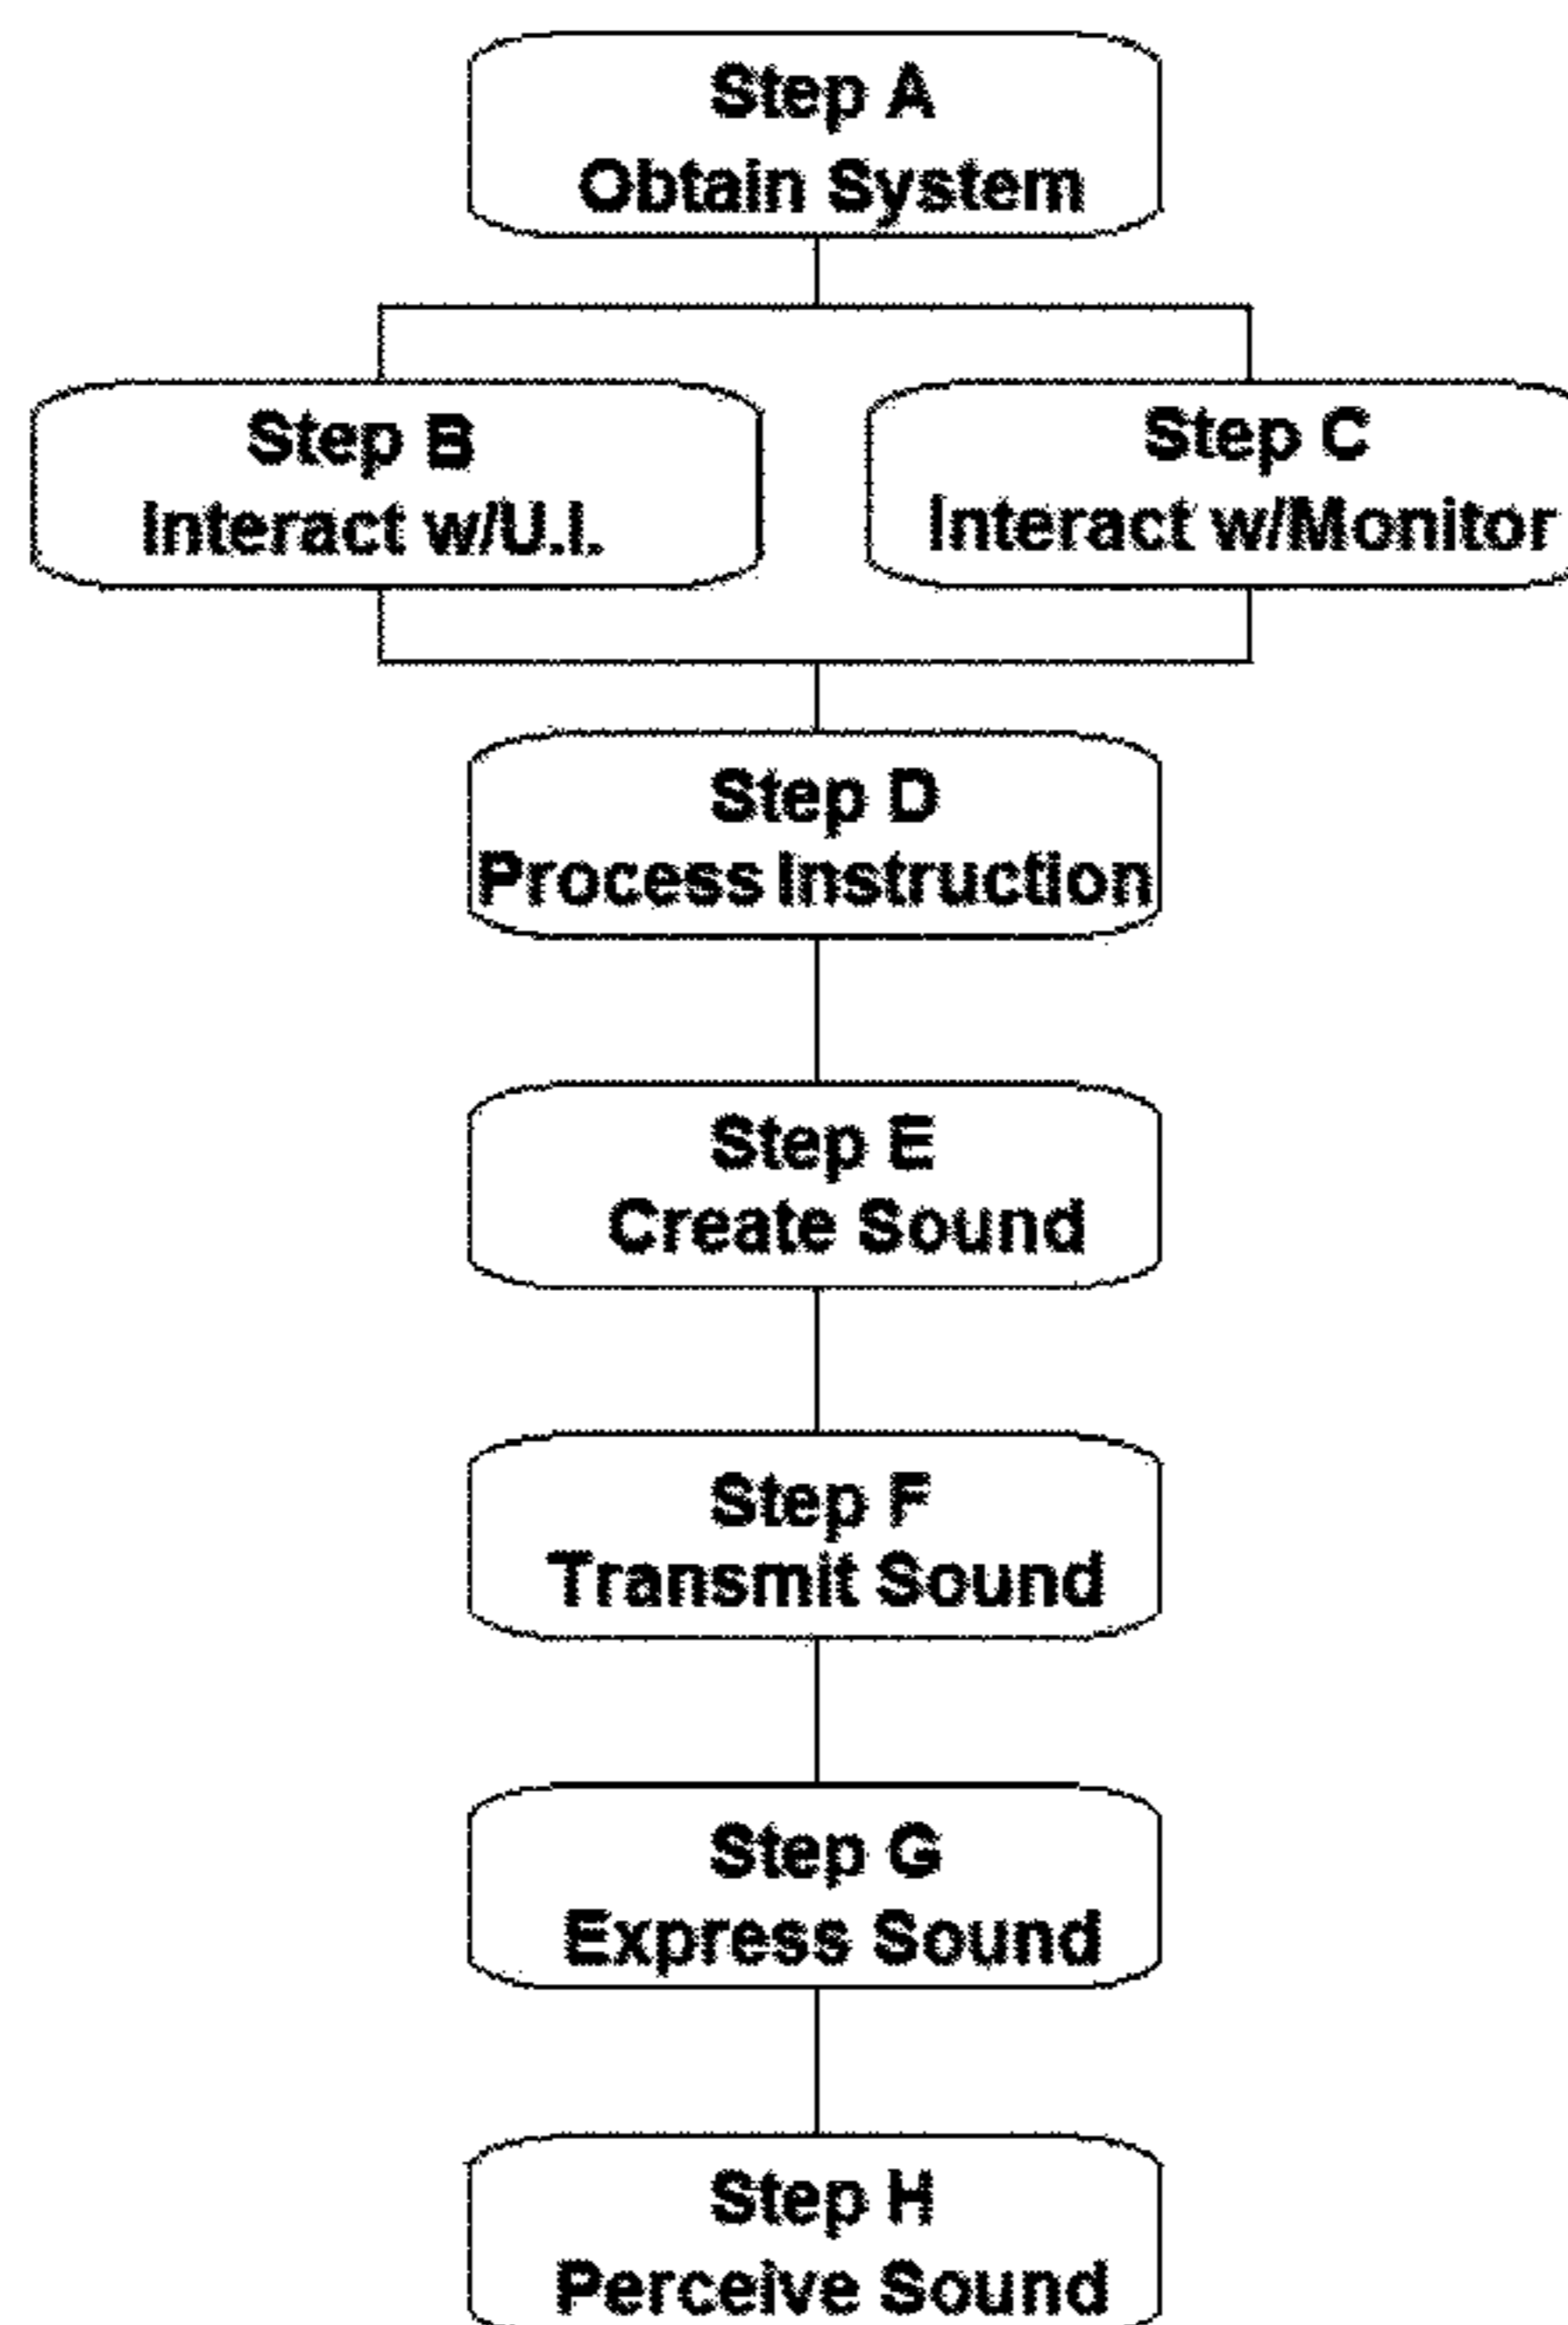 Step A
Obtain System
Step B
Interact w/U.I.
Step C
Interact w/Monitor
Step D
Process Instruction
Step E
Create Sound
Step F
Transmit Sound
Step G
Express Sound
Step H
Perceive Sound